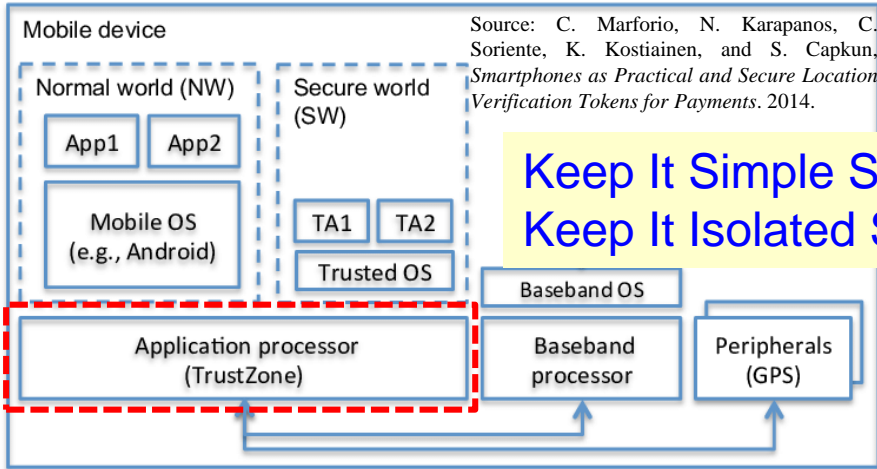 Mobile device
Source: C. Marforio, N. Karapanos, C.
Soriente, K. Kostiainen, and S. Capkun,
Smartphones as Practical and Secure Location
Verification Tokens for Payments. 2014.
Normal world (NW)
Secure world
(SW)
App1
App2
Keep It Simple S
Keep It Isolated S
Mobile OS
(e.g., Android)
TA1
TA2
Trusted OS
Baseband OS
Application processor
(TrustZone)
Baseband
processor
Peripherals
(GPS)